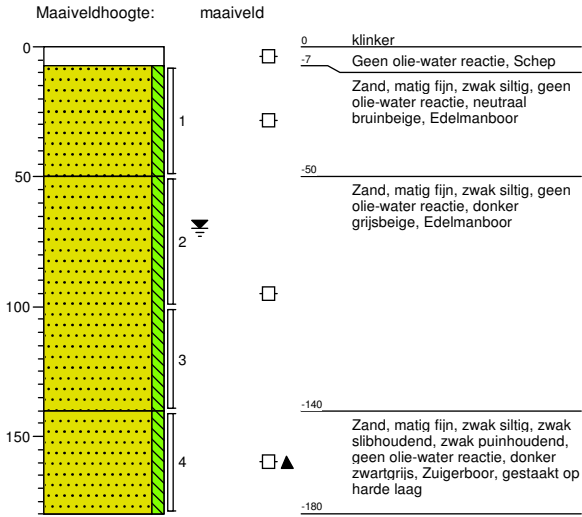 Maaiveldhoogte: maaiveld
0
50
100
150
1
2
3
4
0 klinker
-7 Geen olie-water reactie, Schep
Zand, matig fijn, zwak siltig, geen
olie-water reactie, neutraal
bruinbeige, Edelmanboor
-50
Zand, matig fijn, zwak siltig, geen
olie-water reactie, donker
grijsbeige, Edelmanboor
-140
Zand, matig fijn, zwak siltig, zwak
slibhoudend, zwak puinhoudend,
geen olie-water reactie, donker
zwartgrijs, Zuigerboor, gestaakt op
harde laag
-180